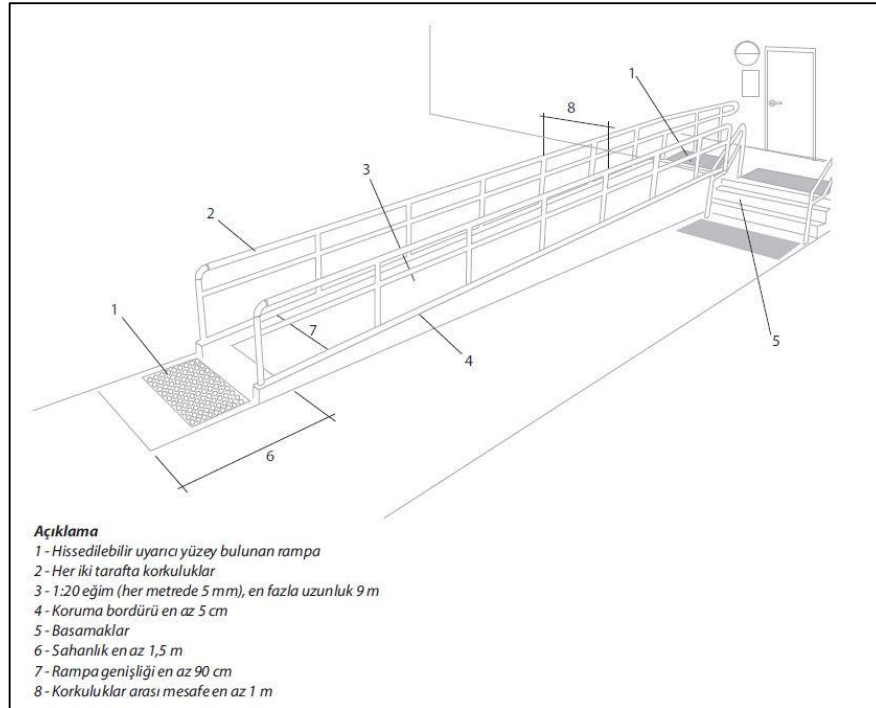 1
8
3
2
1
7
4
5
6
Açıklama
1 - Hissedilebilir uyarıcı yüzey bulunan rampa
2 - Her iki tarafta korkuluklar
3 - 1:20 eğim (her metrede 5 mm), en fazla uzunluk 9 m
4 - Koruma bordürü en az 5 cm
5 - Basamaklar
6 - Sahanlık en az 1,5 m
7 - Rampa genişliği en az 90 cm
8 - Korkuluklar arası mesafe en az 1 m